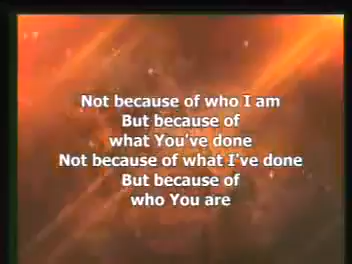 Not because of who I am
But because of
what You've done
Not because of what I've done
But because of
who You are